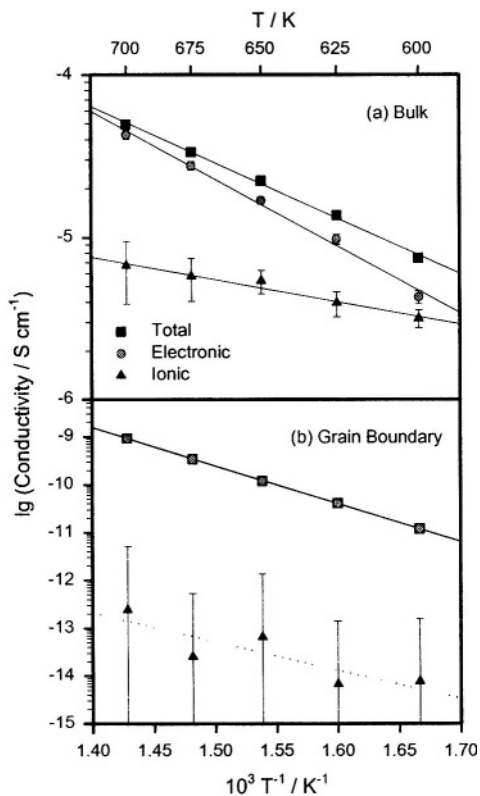 T / K
700 675 650 625 600
-4
(a) Bulk
-5
Total
Electronic
Ionic
-6
lg (Conductivity / S cm⁻¹)
(b) Grain Boundary
-9
-10
-11
-12
-13
-14
-15
1.40 1.45 1.50 1.55 1.60 1.65 1.70
10³ T⁻¹ / K⁻¹